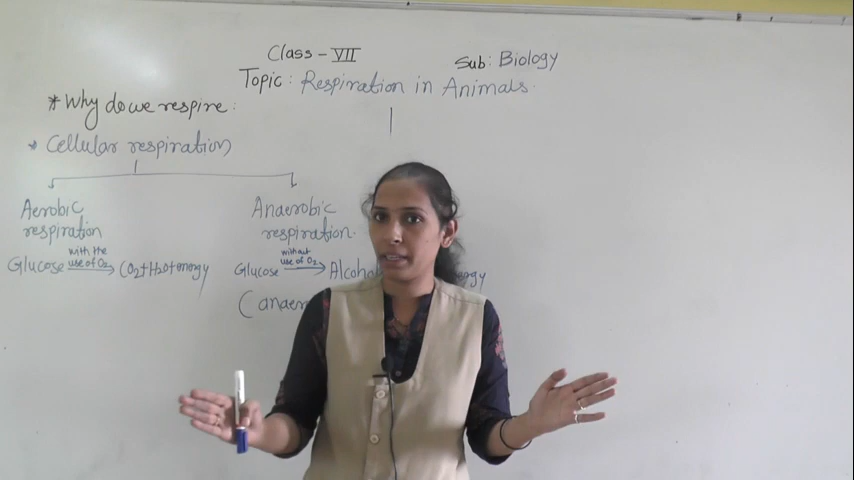 Class - VII
Sub: Biology
Topic: Respiration in Animals.
* Why do we respire:
* Cellular respiration
Aerobic
respiration
Glucose with the use of O2 → CO2+H2O+energy
Anaerobic
respiration.
Glucose without use of O2 → Alcohol
(anaer